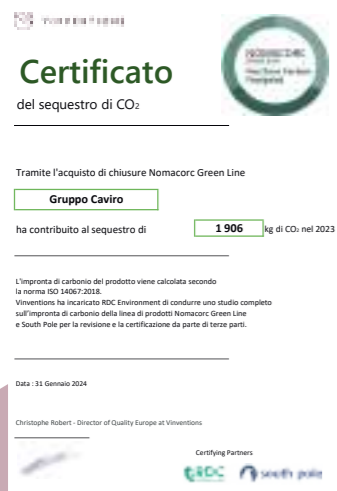 Certificato
del sequestro di CO₂
NOMACORC
Tramite l'acquisto di chiusure Nomacorc Green Line
Gruppo Caviro
ha contribuito al sequestro di 1 906 kg di CO₂ nel 2023
L'impronta di carbonio del prodotto viene calcolata secondo
la norma ISO 14067:2018.
Vinventions ha incaricato RDC Environment di condurre uno studio completo
sull'impronta di carbonio della linea di prodotti Nomacorc Green Line
e South Pole per la revisione e la certificazione da parte di terze parti.
Data : 31 Gennaio 2024
Christophe Robert - Director of Quality Europe at Vinventions
Certifying Partners
RDC south pole